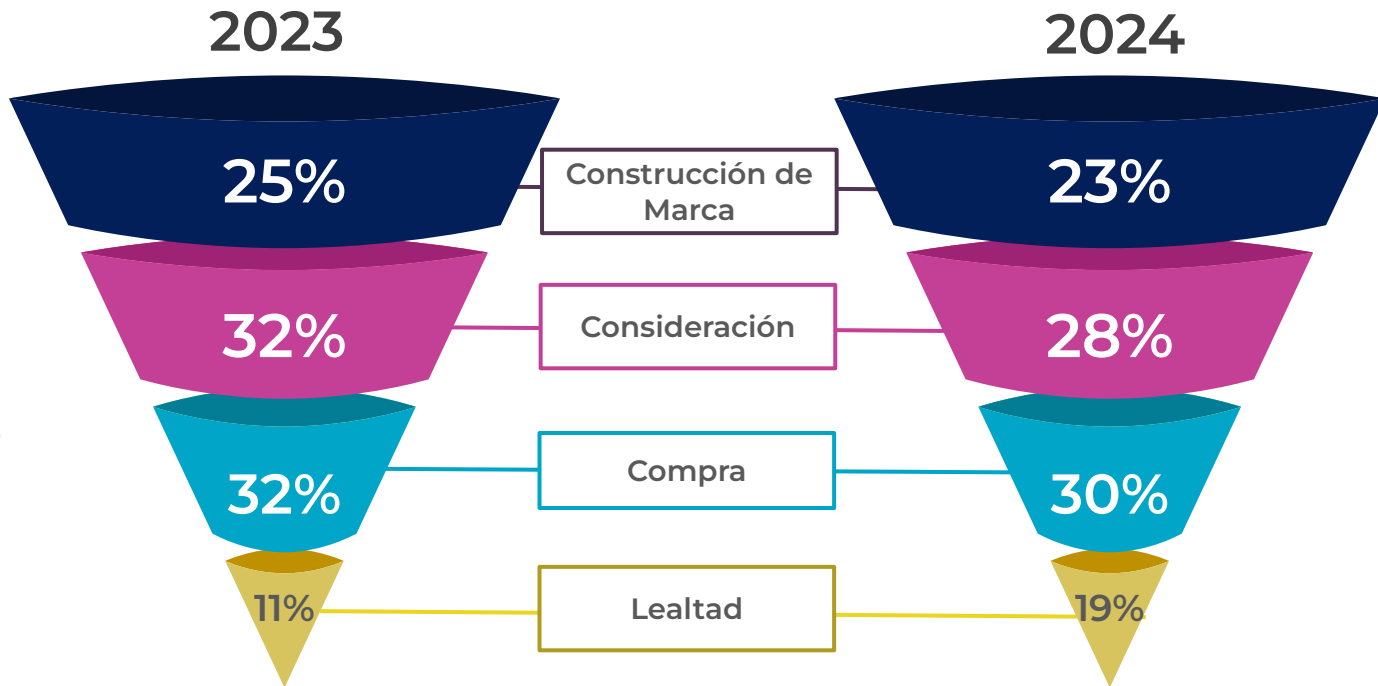 2023
2024
25%
Construcción de
Marca
23%
32%
Consideración
28%
32%
Compra
30%
11%
Lealtad
19%